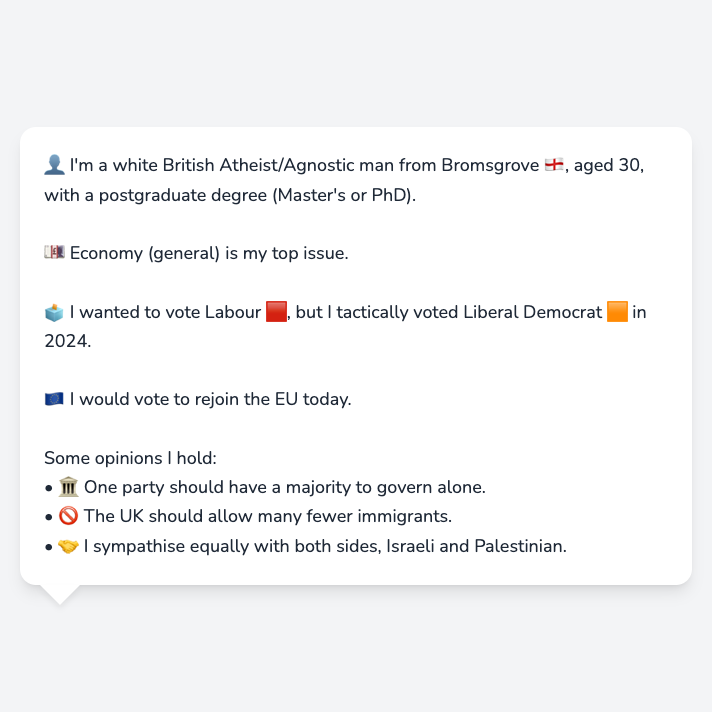 👤 I'm a white British Atheist/Agnostic man from Bromsgrove 🏴󠁧󠁢󠁥󠁮󠁧󠁿, aged 30,
with a postgraduate degree (Master's or PhD).
💷 Economy (general) is my top issue.
🗳️ I wanted to vote Labour 🟥, but I tactically voted Liberal Democrat 🟧 in
2024.
🇪🇺 I would vote to rejoin the EU today.
Some opinions I hold:
• 🏛️ One party should have a majority to govern alone.
• 🚫 The UK should allow many fewer immigrants.
• 🤝 I sympathise equally with both sides, Israeli and Palestinian.